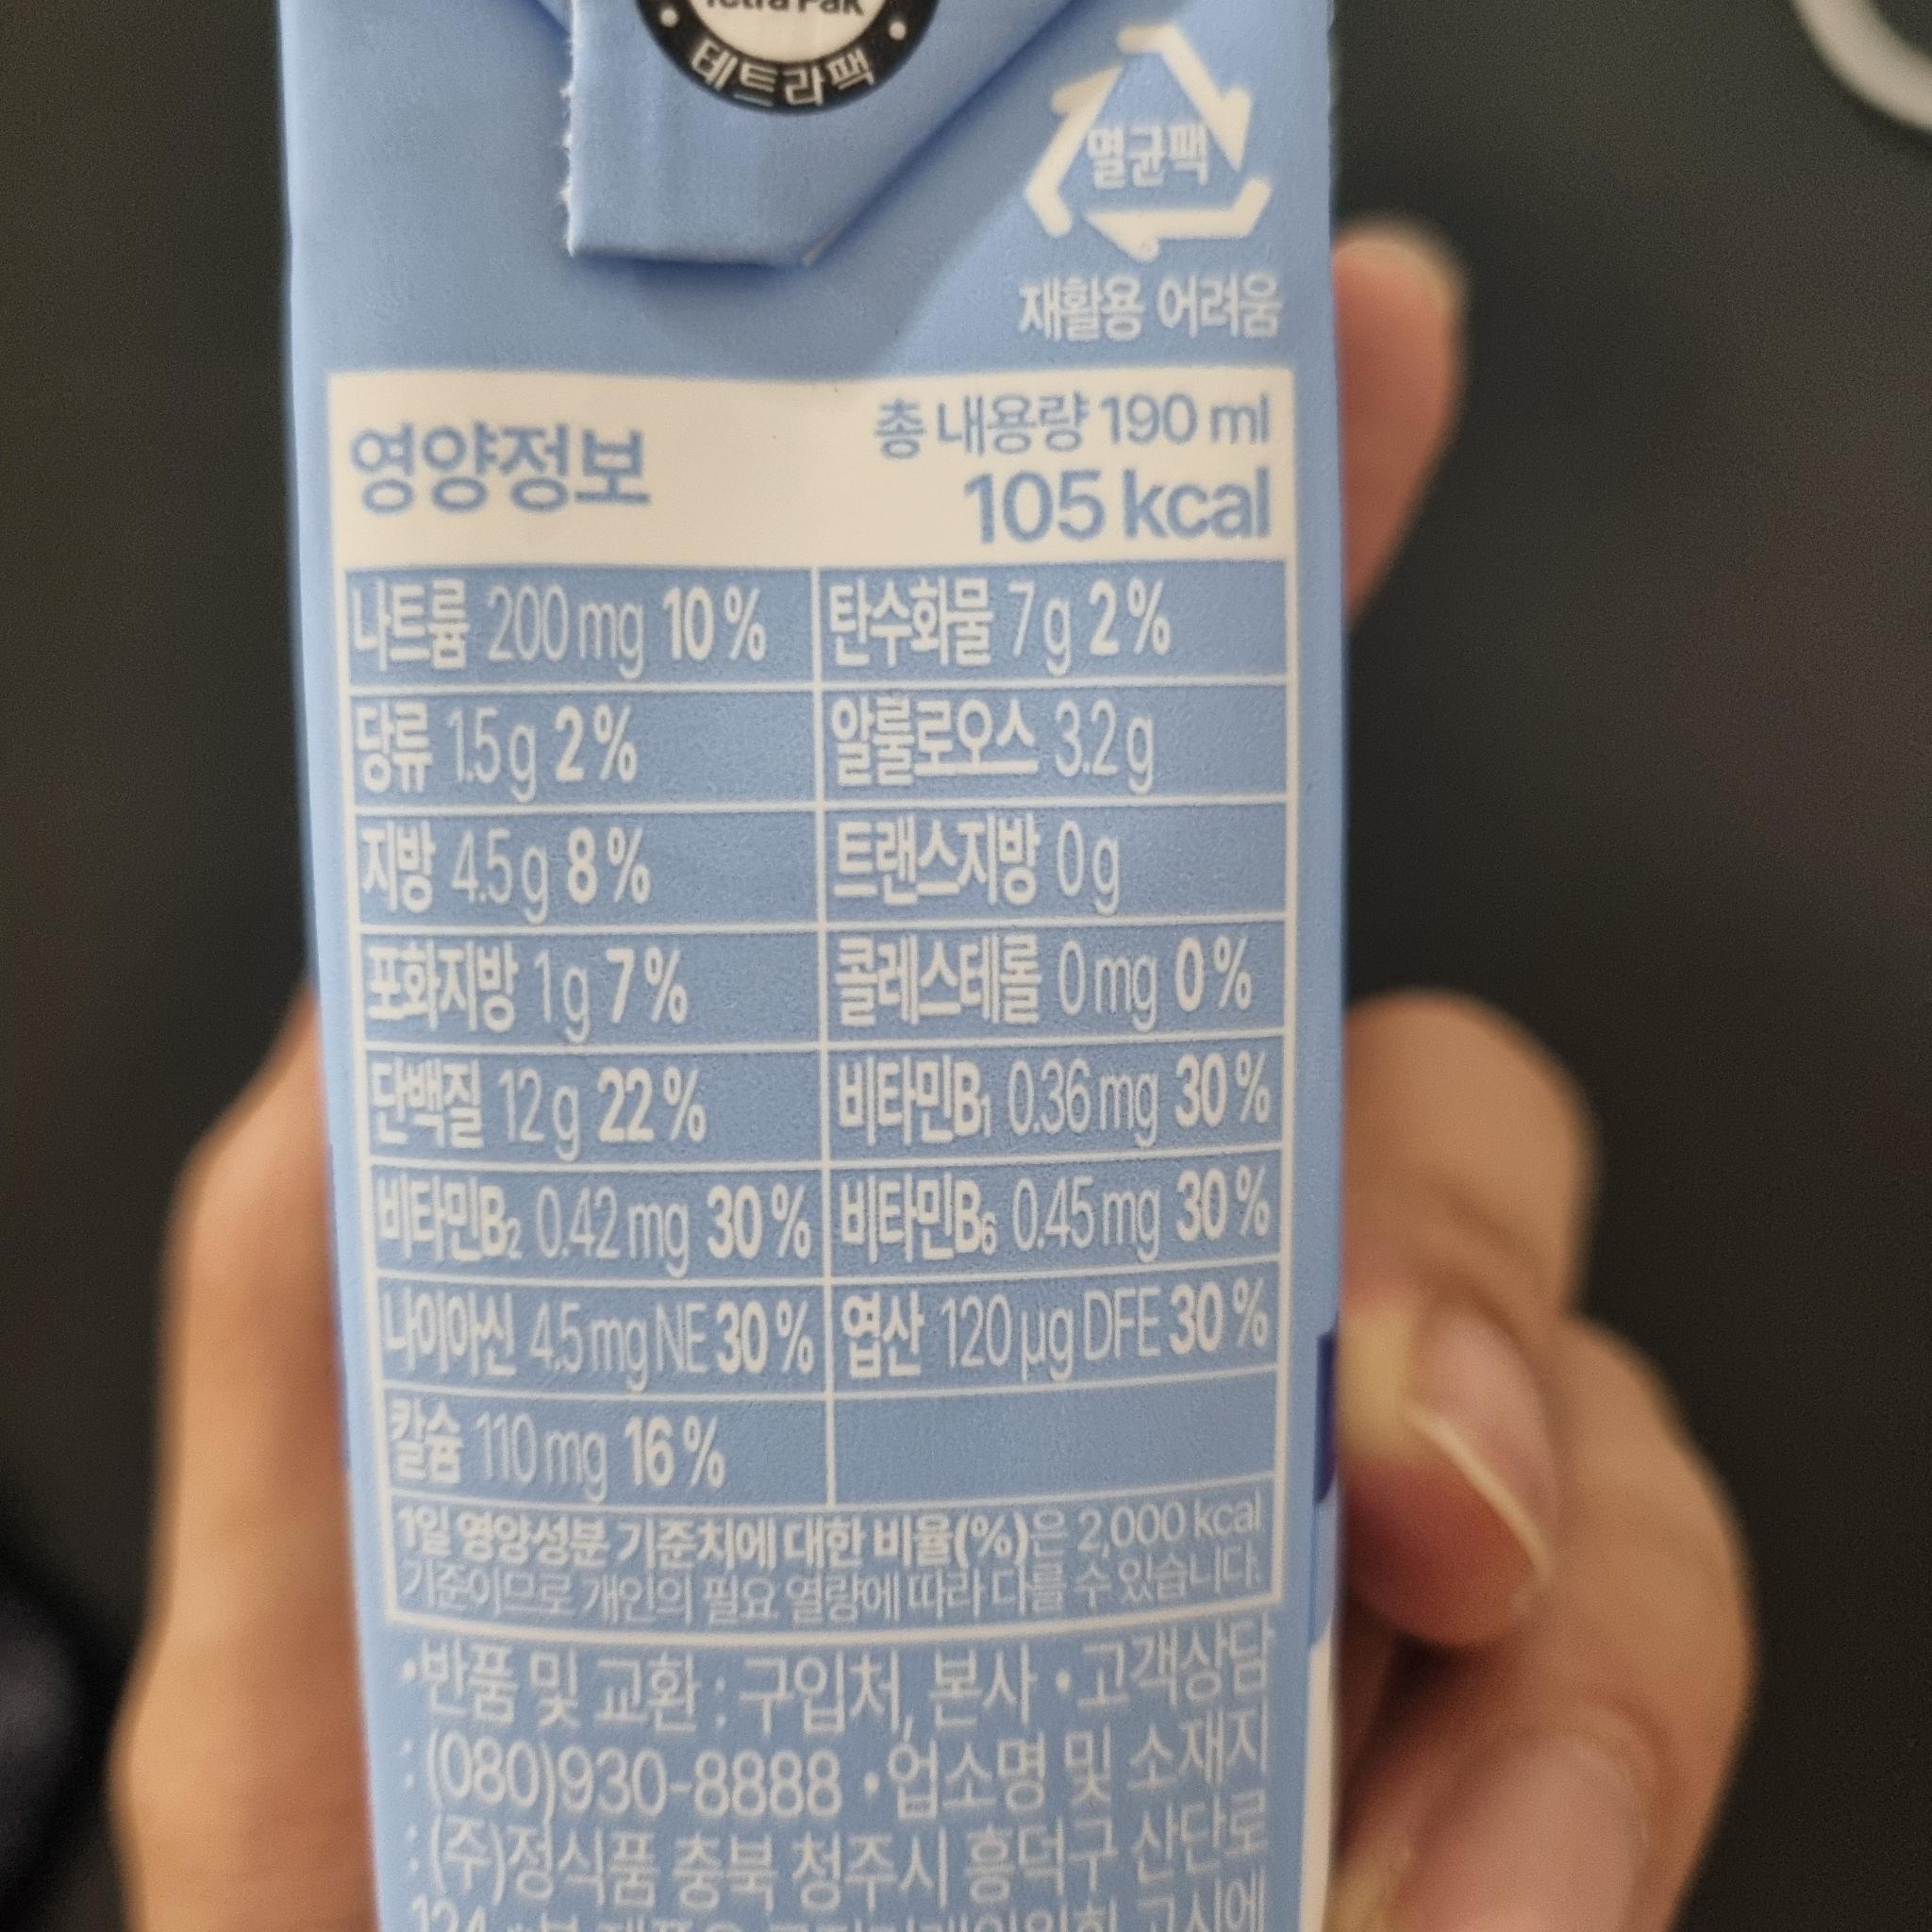 테트라팩
멸균팩
재활용 어려움
영양정보
총 내용량 190 ml
105 kcal
나트륨 200 mg 10 % 탄수화물 7 g 2 %
당류 1.5 g 2 % 알룰로오스 3.2 g
지방 4.5 g 8 % 트랜스지방 0 g
포화지방 1 g 7 % 콜레스테롤 0 mg 0 %
단백질 12 g 22 % 비타민B1 0.36 mg 30 %
비타민B2 0.42 mg 30 % 비타민B6 0.45 mg 30 %
나이아신 4.5 mg NE 30 % 엽산 120 μg DFE 30 %
칼슘 110 mg 16 %
1일 영양성분 기준치에 대한 비율(%)은 2,000 kcal
기준이므로 개인의 필요 열량에 따라 다를 수 있습니다.
•반품 및 교환 : 구입처, 본사 •고객상담
: (080)930-8888 •업소명 및 소재지
: (주)정식품 충북 청주시 흥덕구 산단로